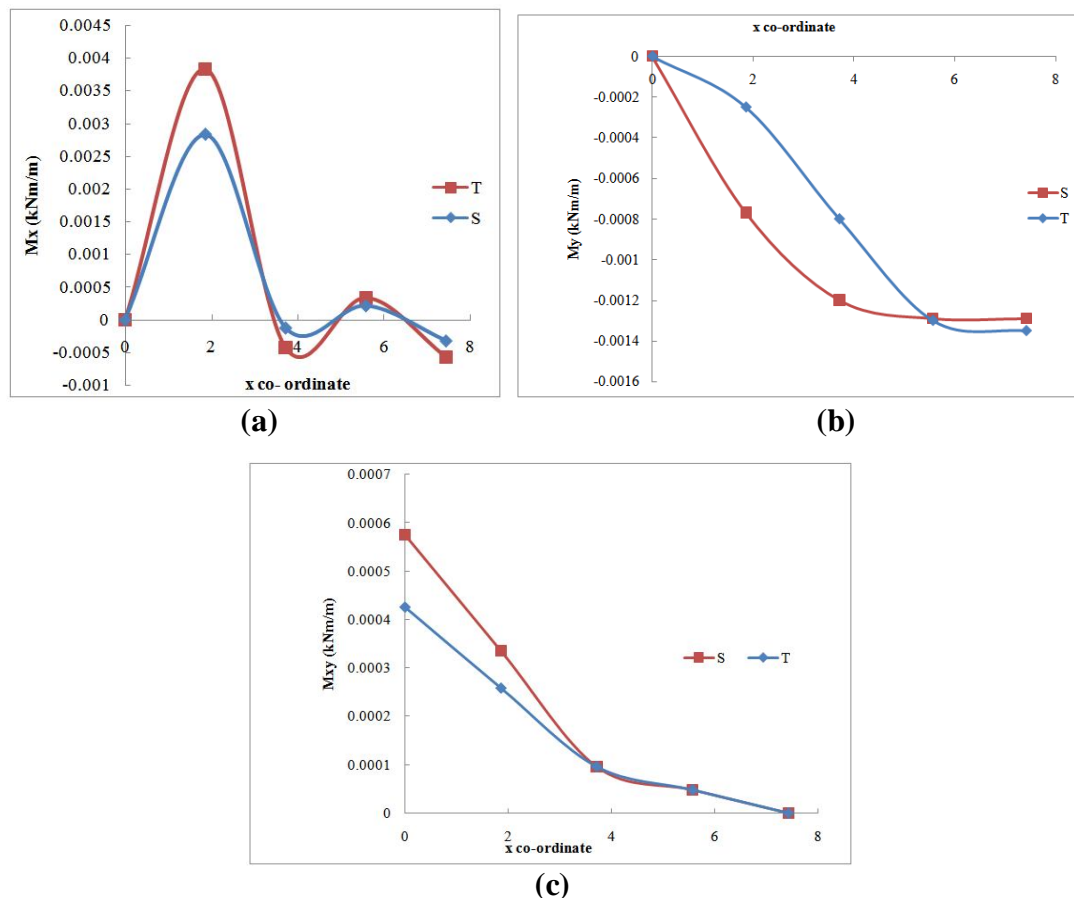 0.0045
0.004
0.0035
0.003
0.0025
0.002
0.0015
0.001
0.0005
0
-0.0005
-0.001
Mx (kNm/m)
0 2 4 6 8
x co- ordinate
T
S
(a)
x co-ordinate
0
-0.0002
-0.0004
-0.0006
-0.0008
-0.001
-0.0012
-0.0014
-0.0016
My (kNm/m)
0 2 4 6 8
S
T
(b)
0.0007
0.0006
0.0005
0.0004
0.0003
0.0002
0.0001
0
Mxy (kNm/m)
0 2 4 6 8
x co-ordinate
S T
(c)